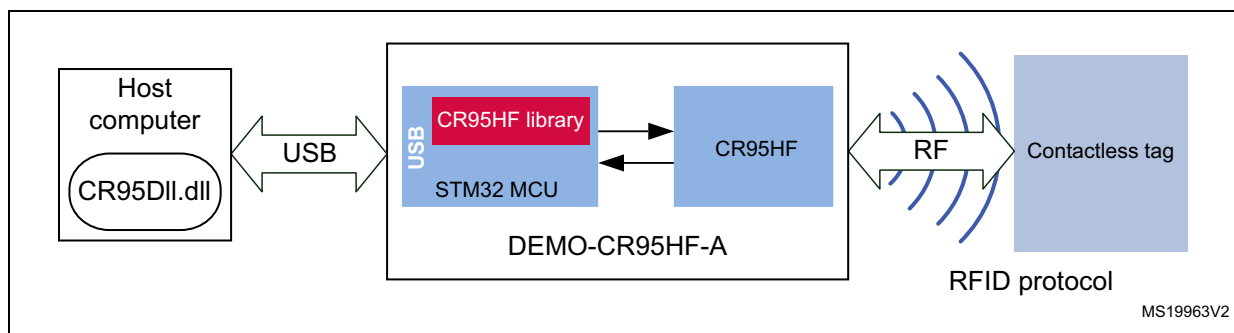 Host
computer
CR95Dll.dll
USB
USB
CR95HF library
STM32 MCU
CR95HF
DEMO-CR95HF-A
RF
Contactless tag
RFID protocol
MS19963V2